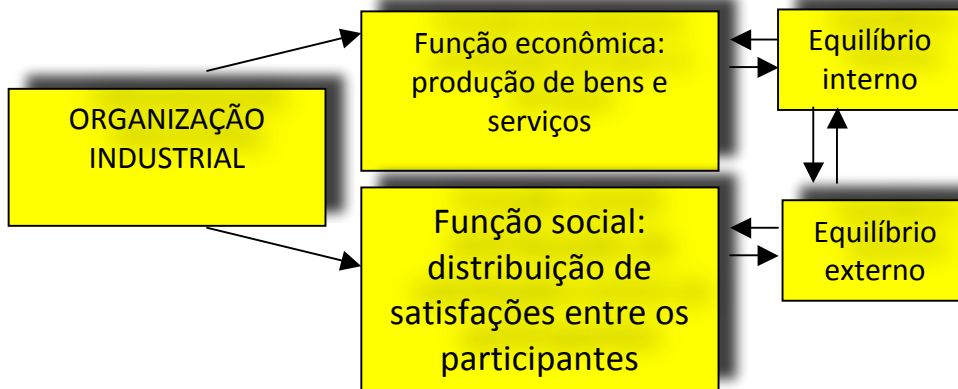 ORGANIZAÇÃO
INDUSTRIAL
Função econômica:
produção de bens e
serviços
Equilíbrio
interno
Função social:
distribuição de
satisfações entre os
participantes
Equilíbrio
externo